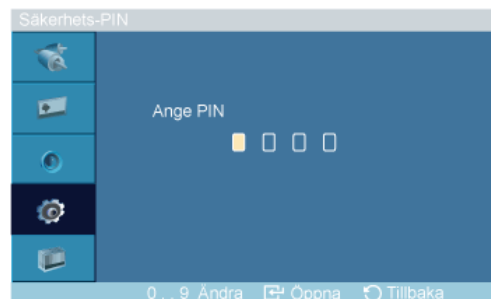 Säkerhets-PIN
Ange PIN
0 . . 9 Ändra Öppna Tillbaka